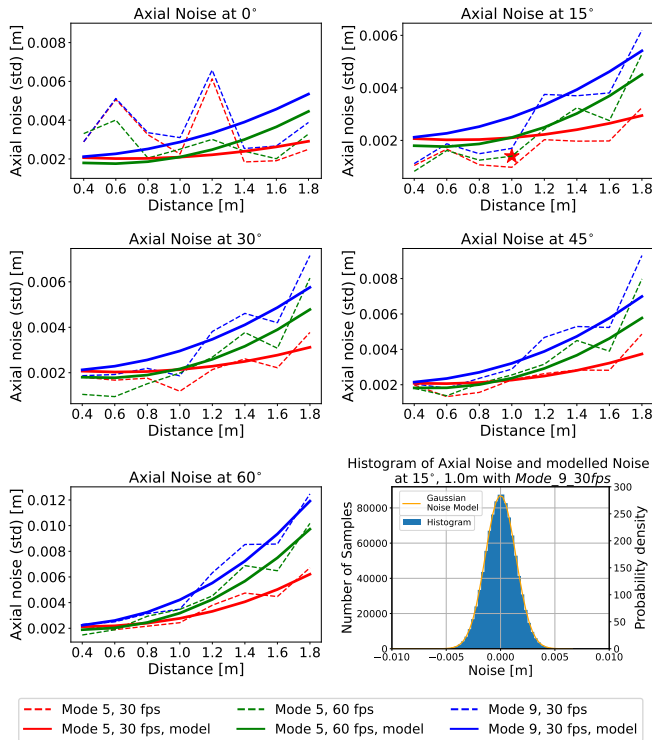 Axial Noise at 0°
Axial noise (std) [m]
0.008
0.006
0.004
0.002
0.4 0.6 0.8 1.0 1.2 1.4 1.6 1.8
Distance [m]
Axial Noise at 15°
Axial noise (std) [m]
0.006
0.004
0.002
0.4 0.6 0.8 1.0 1.2 1.4 1.6 1.8
Distance [m]
Axial Noise at 30°
Axial noise (std) [m]
0.006
0.004
0.002
0.4 0.6 0.8 1.0 1.2 1.4 1.6 1.8
Distance [m]
Axial Noise at 45°
Axial noise (std) [m]
0.008
0.006
0.004
0.002
0.4 0.6 0.8 1.0 1.2 1.4 1.6 1.8
Distance [m]
Axial Noise at 60°
Axial noise (std) [m]
0.012
0.010
0.008
0.006
0.004
0.002
0.4 0.6 0.8 1.0 1.2 1.4 1.6 1.8
Distance [m]
Histogram of Axial Noise and modelled Noise
at 15°, 1.0m with Mode_9_30fps
Number of Samples
80000
60000
40000
20000
0
Gaussian
Noise Model
Histogram
300
250
200
150
100
50
0
Probability density
−0.010 −0.005 0.000 0.005 0.010
Noise [m]
Mode 5, 30 fps
Mode 5, 60 fps
Mode 9, 30 fps
Mode 5, 30 fps, model
Mode 5, 60 fps, model
Mode 9, 30 fps, model